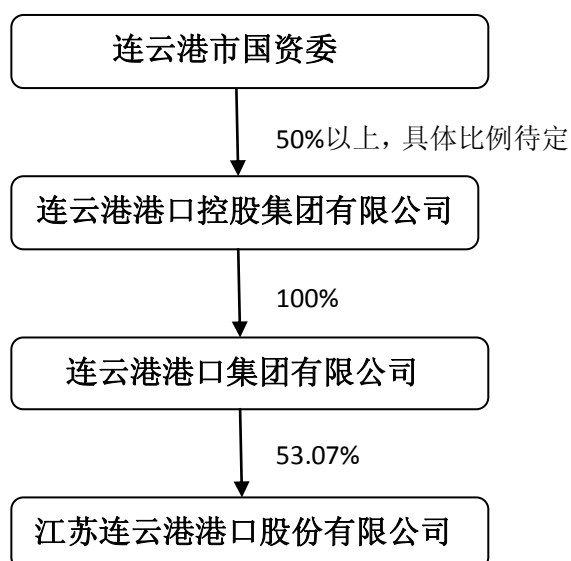 连云港市国资委
50%以上，具体比例待定
连云港港口控股集团有限公司
100%
连云港港口集团有限公司
53.07%
江苏连云港港口股份有限公司